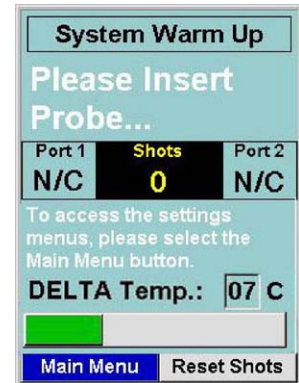 System Warm Up
Please Insert
Probe...
Port 1 Shots Port 2
N/C 0 N/C
To access the settings
menus, please select the
Main Menu button.
DELTA Temp.: 07 C
Main Menu Reset Shots